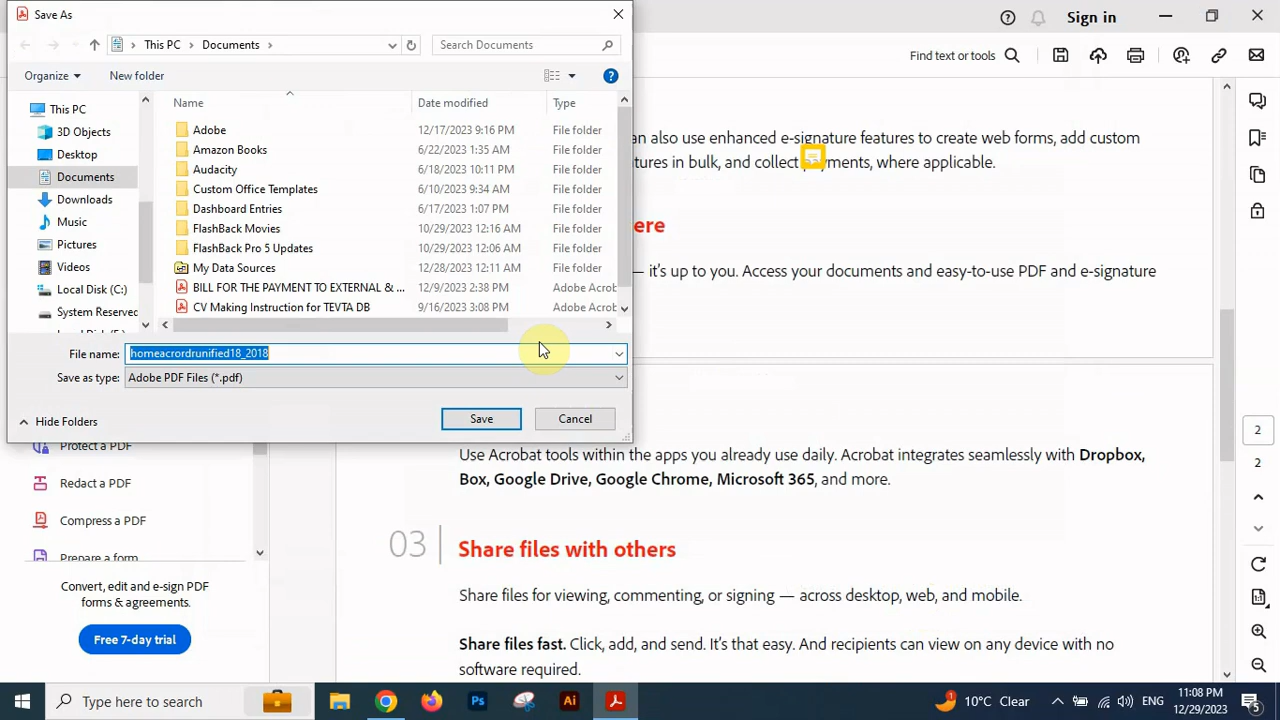 Save As
Sign in
This PC
Documents
Search Documents
Find text or tools
Organize
New folder
Name
Date modified
Type
This PC
3D Objects
Desktop
Documents
Downloads
Music
Pictures
Videos
Local Disk (C:)
System Reserved
Adobe 12/17/2023 9:16 PM File folder
Amazon Books 6/22/2023 1:35 AM File folder
Audacity 6/18/2023 10:11 PM File folder
Custom Office Templates 6/10/2023 9:34 AM File folder
Dashboard Entries 6/17/2023 1:07 PM File folder
FlashBack Movies 10/29/2023 12:16 AM File folder
FlashBack Pro 5 Updates 10/29/2023 12:06 AM File folder
My Data Sources 12/28/2023 12:11 AM File folder
BILL FOR THE PAYMENT TO EXTERNAL & ... 12/9/2023 2:38 PM Adobe Acrob
CV Making Instruction for TEVTA DB 9/16/2023 3:08 PM Adobe Acrob
File name: homeacrordrunified18_2018
Save as type: Adobe PDF Files (*.pdf)
Hide Folders
Save
Cancel
an also use enhanced e-signature features to create web forms, add custom
tures in bulk, and collect payments, where applicable.
ere
— it's up to you. Access your documents and easy-to-use PDF and e-signature
Use Acrobat tools within the apps you already use daily. Acrobat integrates seamlessly with Dropbox,
Box, Google Drive, Google Chrome, Microsoft 365, and more.
03
Share files with others
Share files for viewing, commenting, or signing — across desktop, web, and mobile.
Share files fast. Click, add, and send. It's that easy. And recipients can view on any device with no
software required.
2
2
Protect a PDF
Redact a PDF
Compress a PDF
Prepare a form
Convert, edit and e-sign PDF
forms & agreements.
Free 7-day trial
Type here to search
Ps
Ai
10°C Clear
ENG
11:08 PM
12/29/2023
5